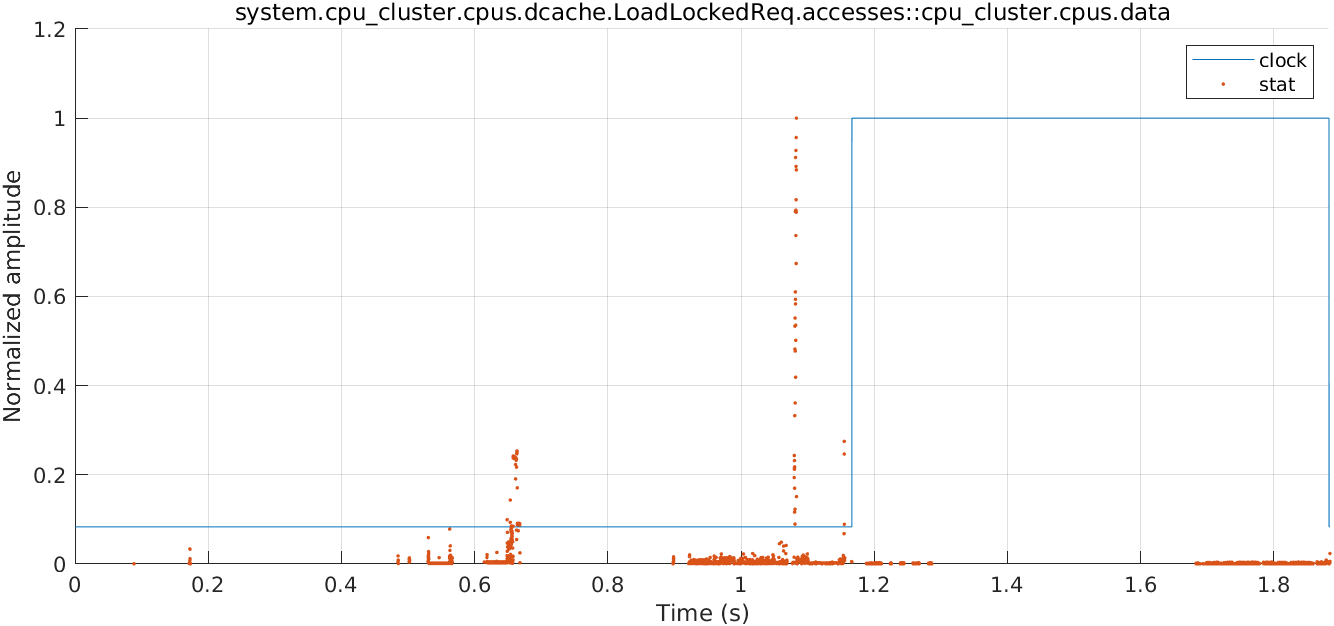 system.cpu_cluster.cpus.dcache.LoadLockedReq.accesses::cpu_cluster.cpus.data
1.2
1
0.8
0.6
0.4
0.2
0
Normalized amplitude
clock
stat
0 0.2 0.4 0.6 0.8 1 1.2 1.4 1.6 1.8
Time (s)